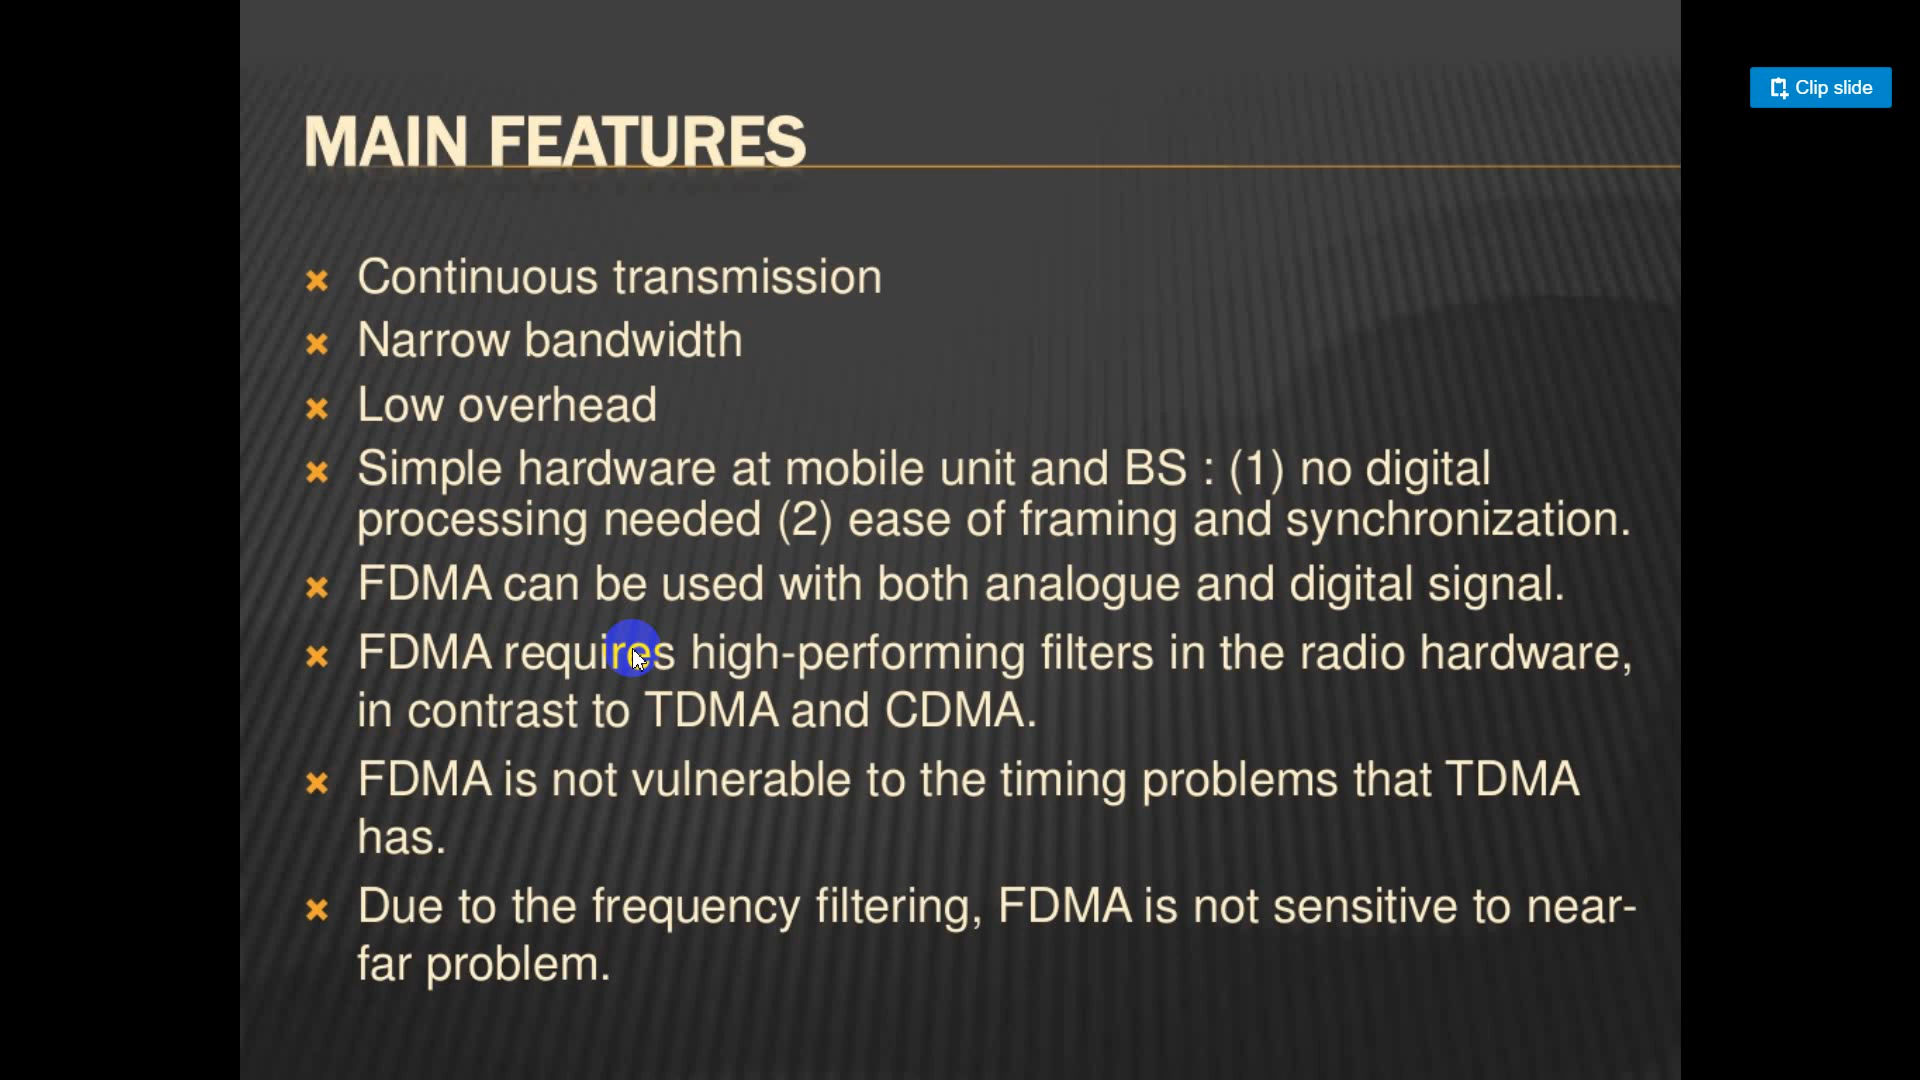 Clip slide
MAIN FEATURES
Continuous transmission
Narrow bandwidth
Low overhead
Simple hardware at mobile unit and BS : (1) no digital
processing needed (2) ease of framing and synchronization.
FDMA can be used with both analogue and digital signal.
FDMA requires high-performing filters in the radio hardware,
in contrast to TDMA and CDMA.
FDMA is not vulnerable to the timing problems that TDMA
has.
Due to the frequency filtering, FDMA is not sensitive to near-
far problem.